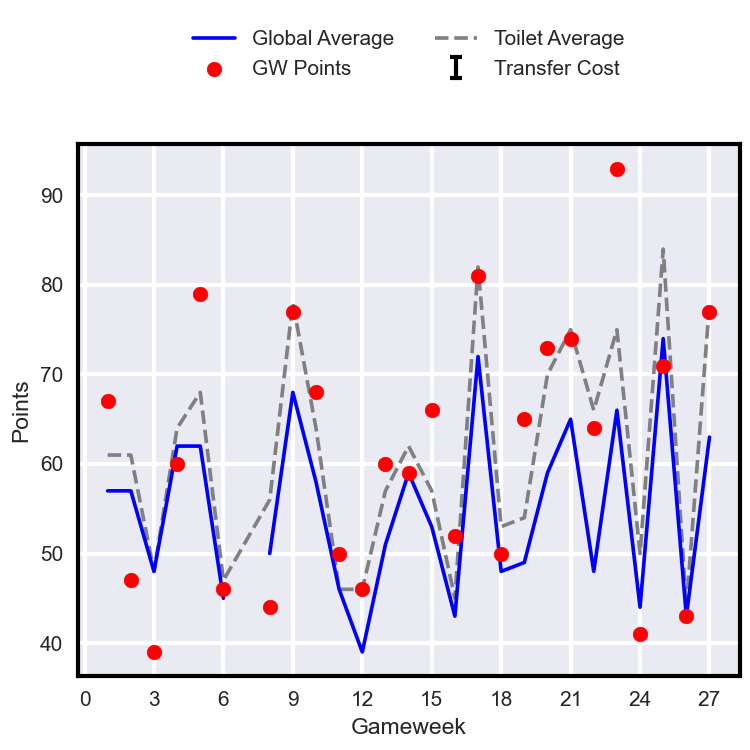 Global Average
Toilet Average
GW Points
Transfer Cost
Points
90
80
70
60
50
40
0 3 6 9 12 15 18 21 24 27
Gameweek